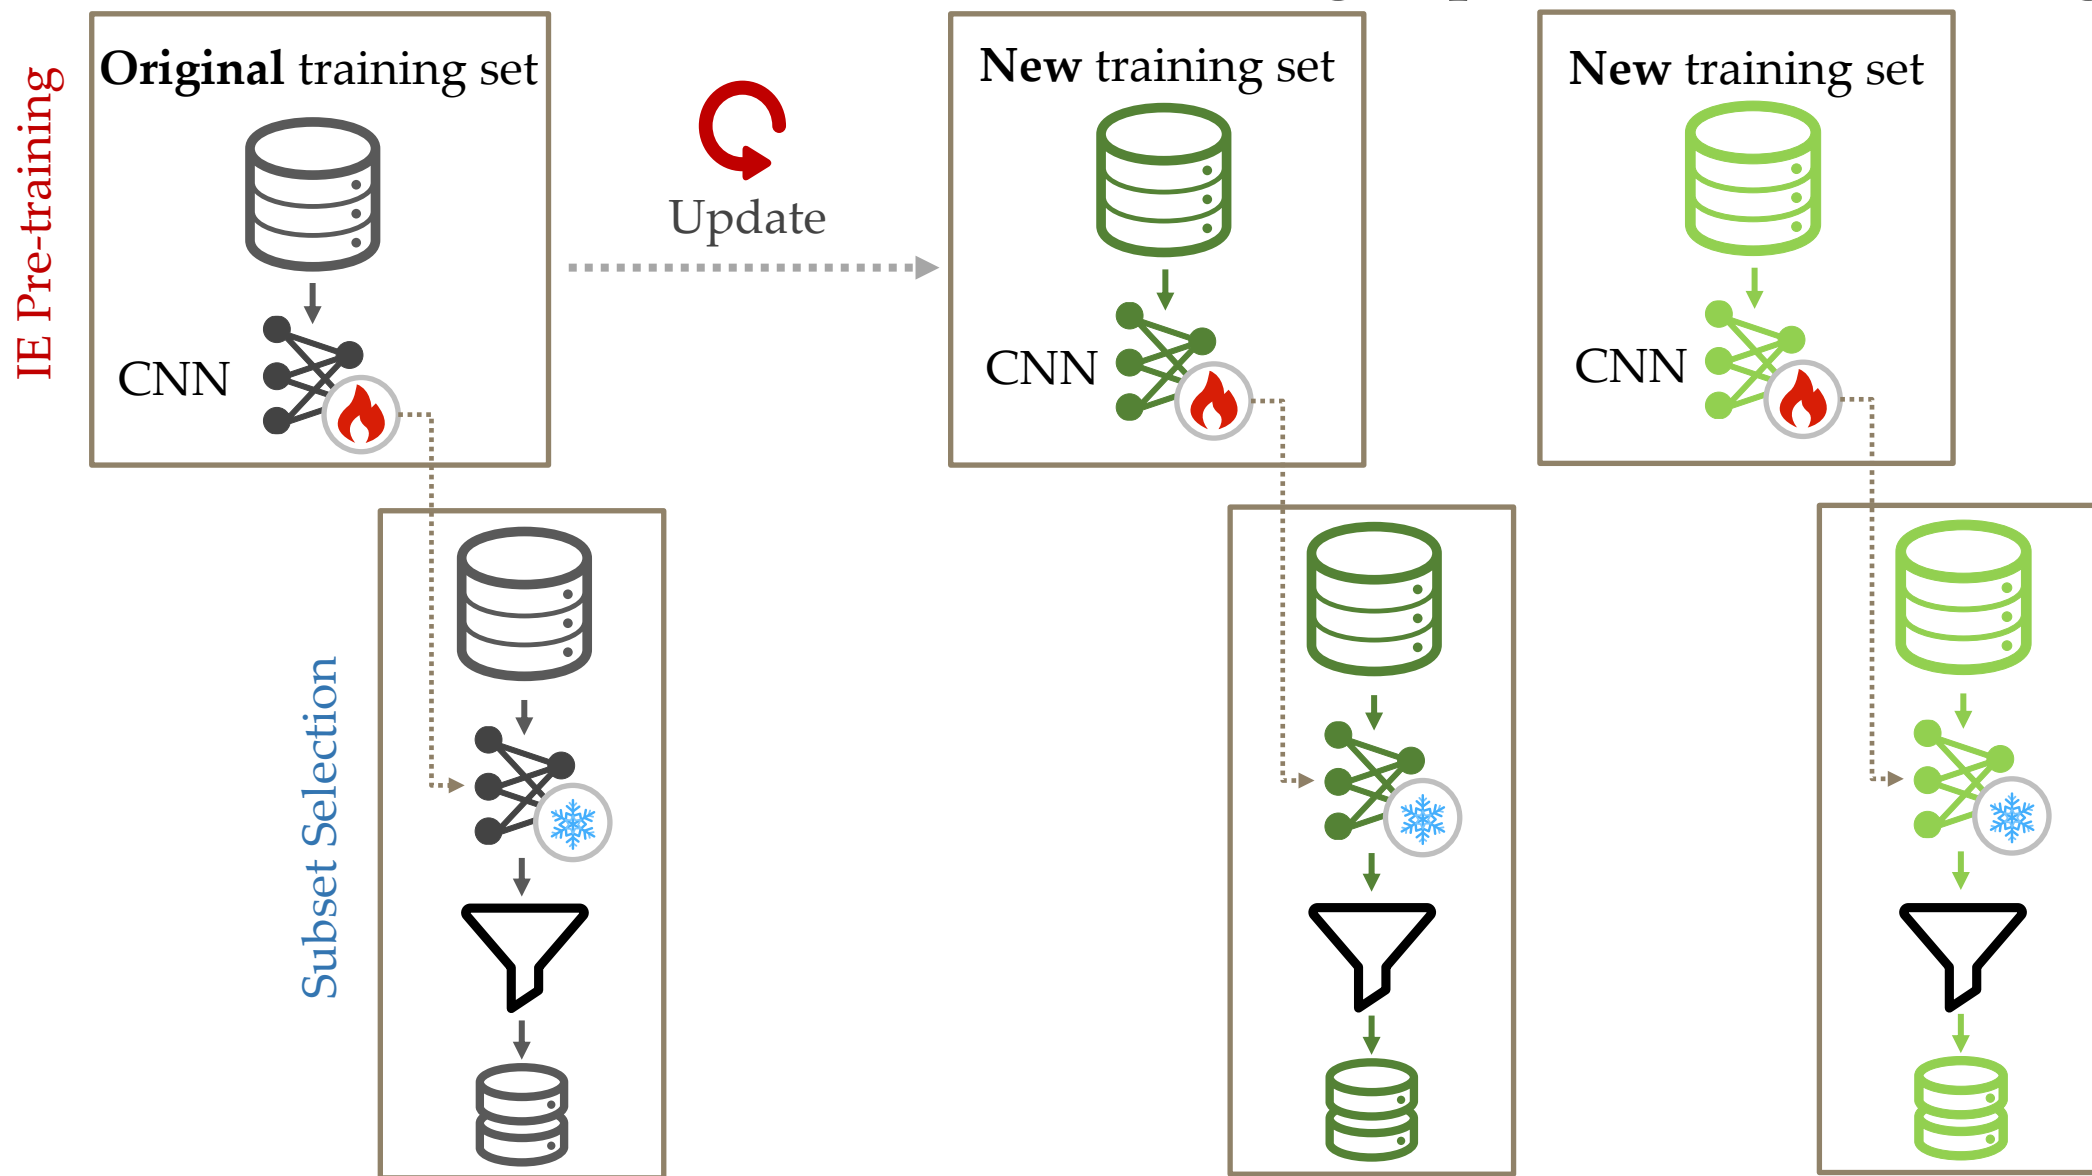 Original training set
New training set
New training set
IE Pre-training
Update
CNN
CNN
CNN
Subset Selection